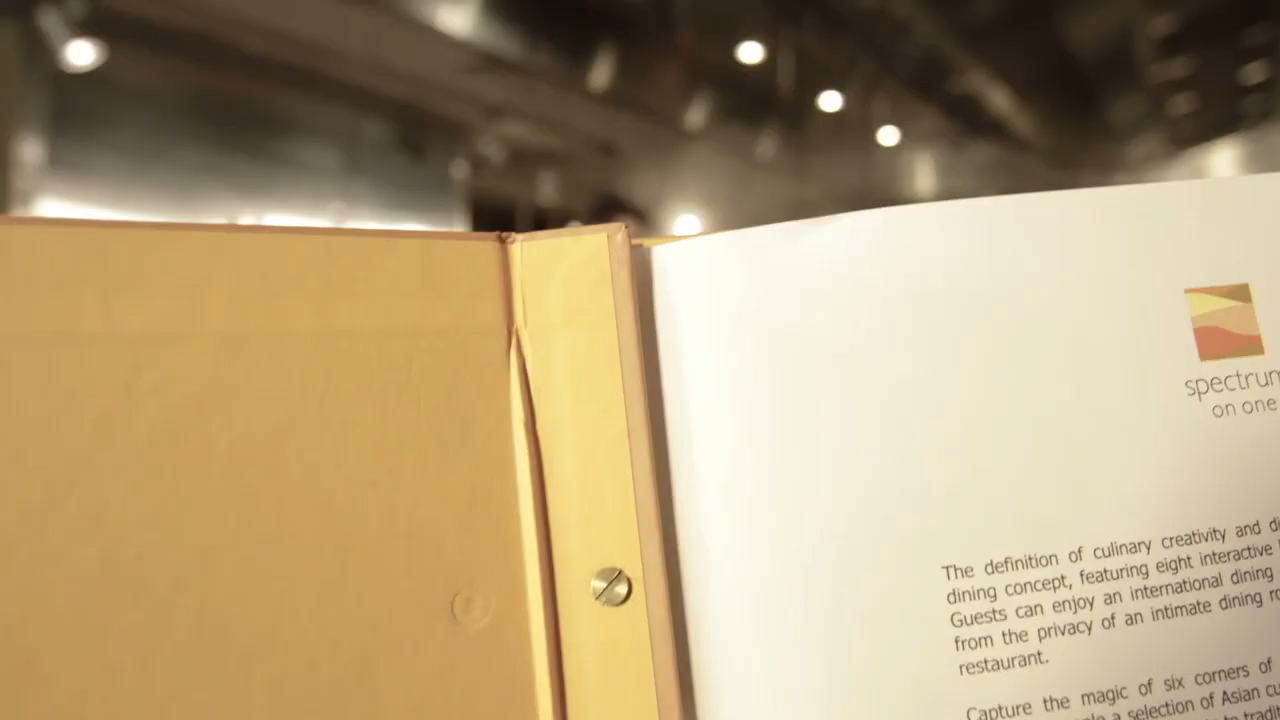 spectrum
on one
The definition of culinary creativity and
dining concept, featuring eight interactive
Guests can enjoy an international dining
from the privacy of an intimate dining
restaurant.
Capture the magic of six corners of
a selection of Asian